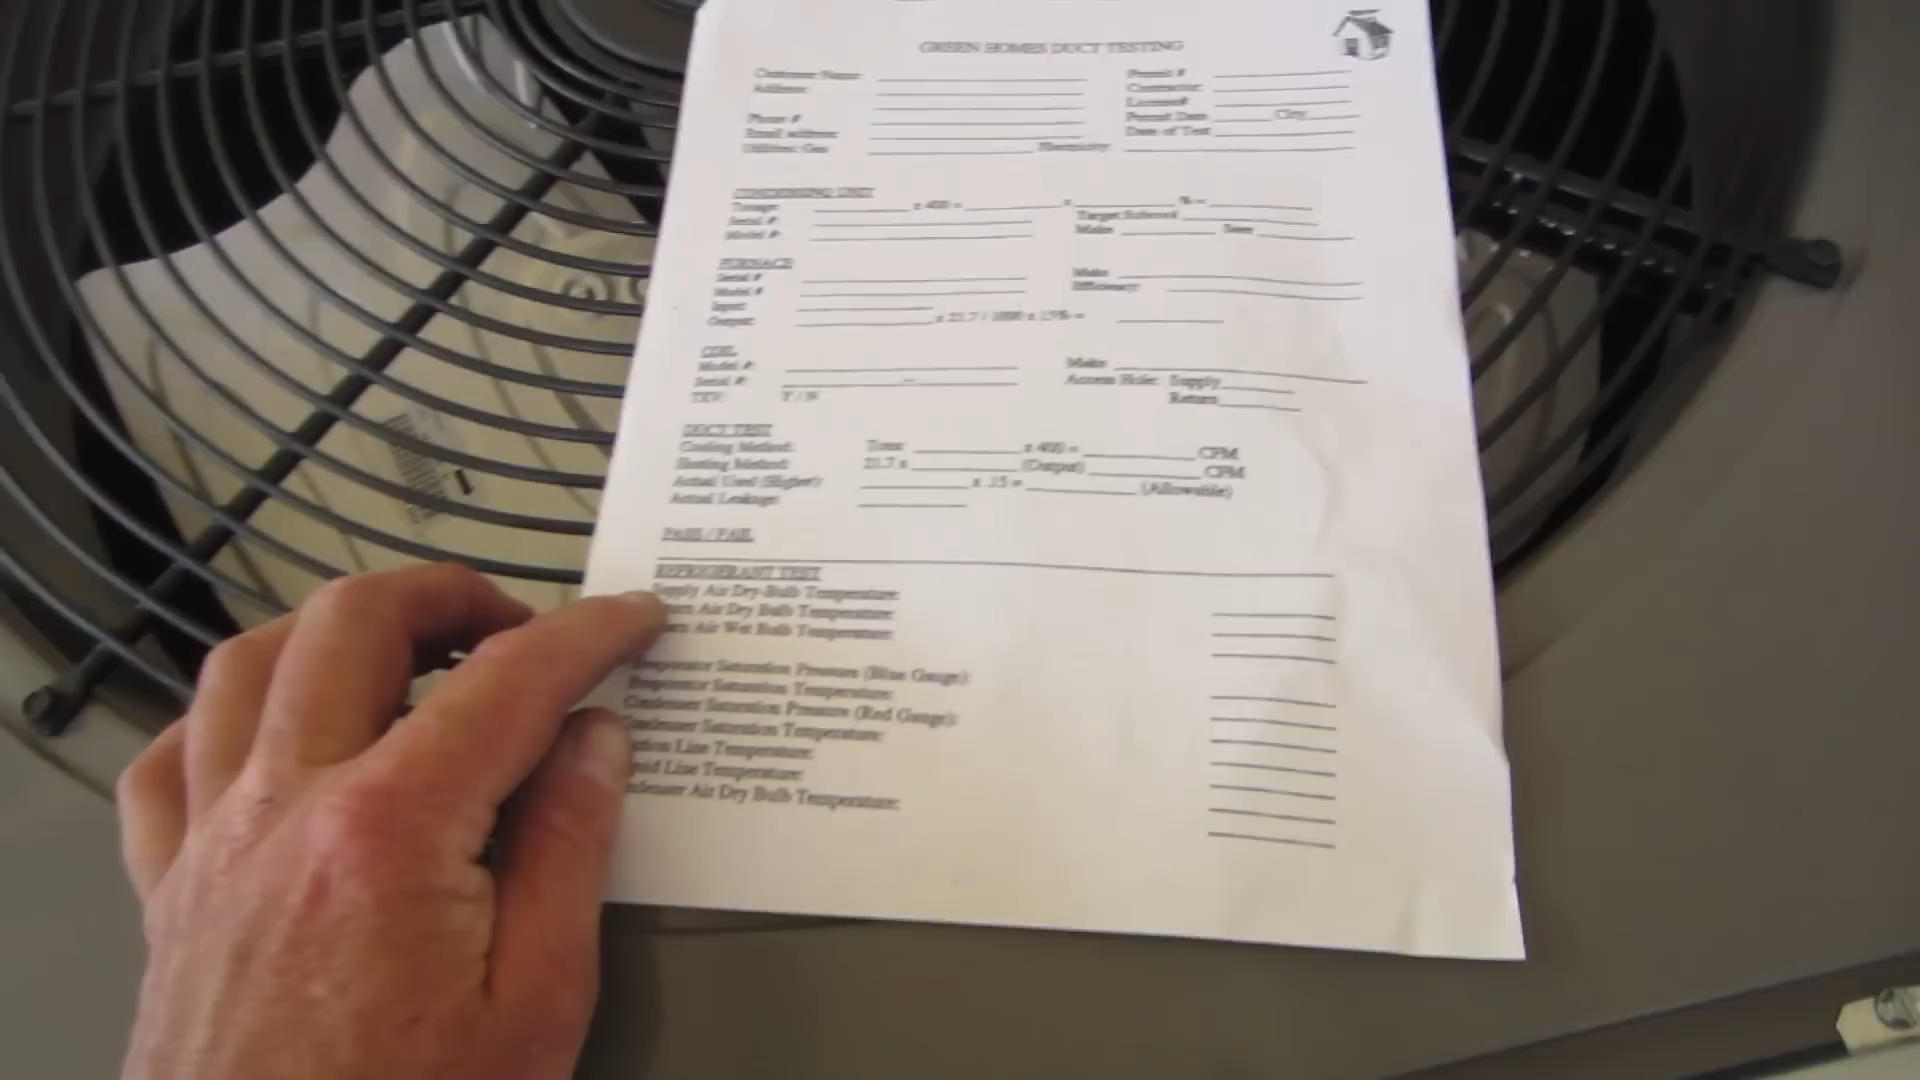 GREEN HOMES DUCT TESTING
Customer Name: Permit #
Address: Contractor:
License#
Phone # Permit Date City
Email address: Date of Test
Utilities: Gas Electricity:
CONDENSING UNIT
Tonage: x 400 = x % =
Serial #: Target Subcool
Model #: Make Seer
FURNACE
Serial # Make
Model # Efficiency:
Input:
Output: x 21.7 / 1000 x 15% =
COIL
Model #: Make
Serial #: Access Hole: Supply
TXV: Y / N Return
DUCT TEST
Cooling Method: Tons: x 400 = CFM
Heating Method: 21.7 x (Output) CFM
Actual Used (Higher): x .15 = (Allowable)
Actual Leakage:
PASS / FAIL
REFRIGERANT TEST
Supply Air Dry-Bulb Temperature:
Air Dry Bulb Temperature:
Air Wet Bulb Temperature:
Evaporator Saturation Pressure (Blue Gauge):
Evaporator Saturation Temperature:
Condenser Saturation Pressure (Red Gauge):
Condenser Saturation Temperature:
Line Temperature:
Line Temperature:
Air Dry Bulb Temperature: